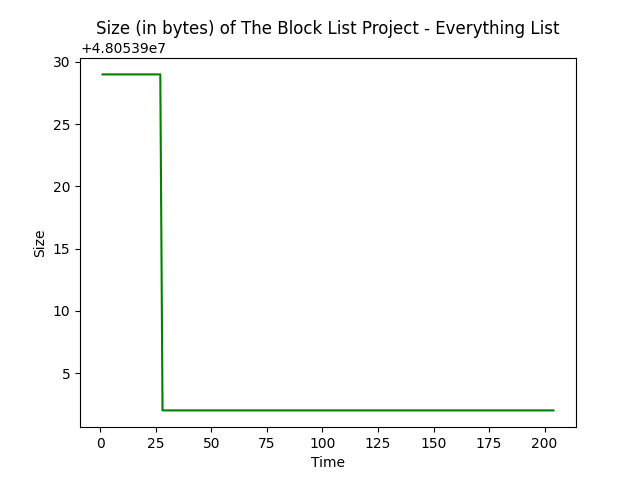 Size (in bytes) of The Block List Project - Everything List
+4.80539e7
30
25
20
15
10
5
Size
0 25 50 75 100 125 150 175 200
Time